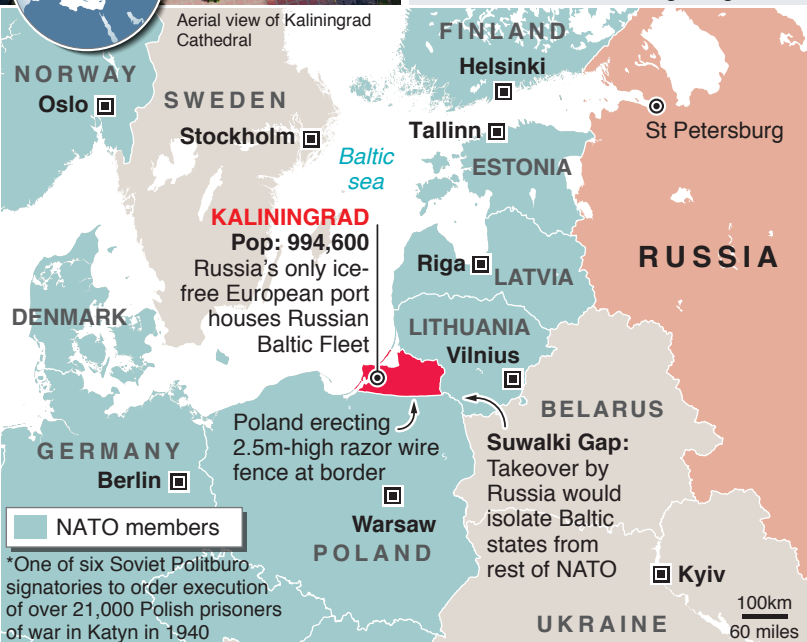 Aerial view of Kaliningrad
Cathedral
FINLAND
Helsinki
NORWAY
Oslo
SWEDEN
Stockholm
Tallinn
St Petersburg
Baltic
sea
ESTONIA
KALININGRAD
Pop: 994,600
Russia's only ice-
free European port
houses Russian
Baltic Fleet
Riga
LATVIA
RUSSIA
DENMARK
LITHUANIA
Vilnius
BELARUS
Poland erecting
2.5m-high razor wire
fence at border
Suwalki Gap:
Takeover by
Russia would
isolate Baltic
states from
rest of NATO
GERMANY
Berlin
Warsaw
POLAND
NATO members
*One of six Soviet Politburo
signatories to order execution
of over 21,000 Polish prisoners
of war in Katyn in 1940
Kyiv
UKRAINE
100km
60 miles